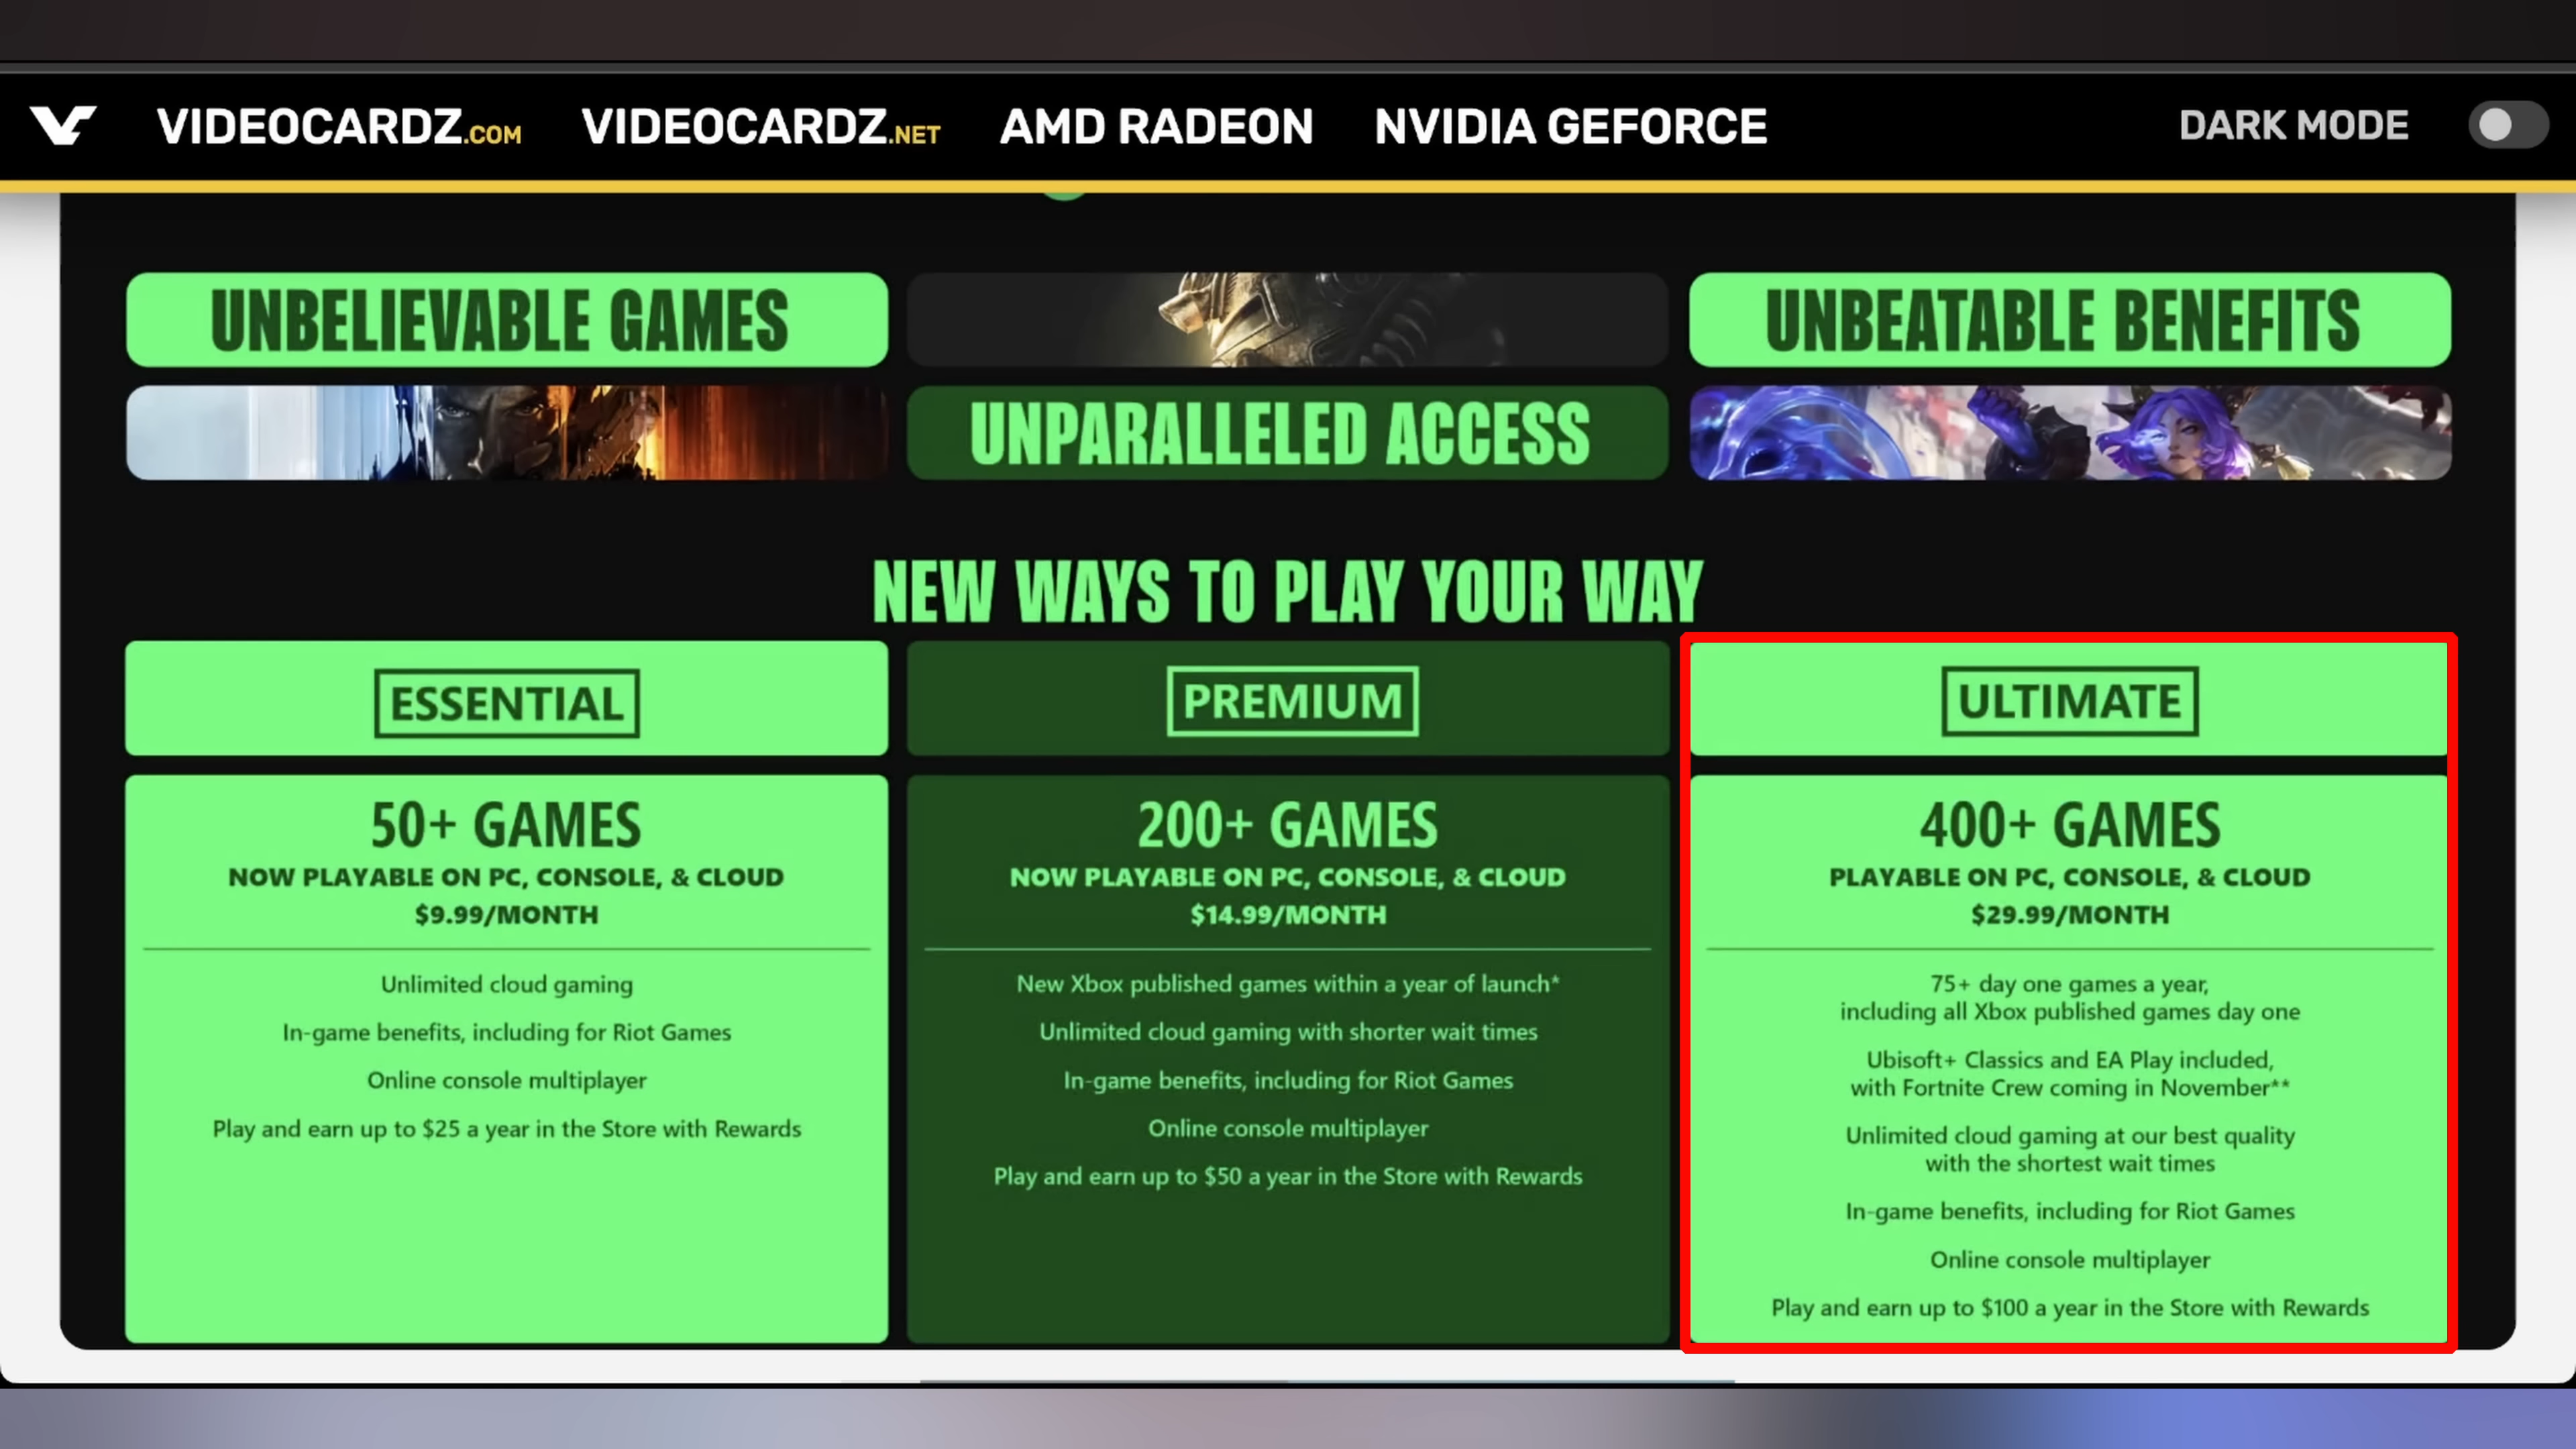 VIDEOCARDZ.COM VIDEOCARDZ.NET AMD RADEON NVIDIA GEFORCE DARK MODE
UNBELIEVABLE GAMES
UNBEATABLE BENEFITS
UNPARALLELED ACCESS
NEW WAYS TO PLAY YOUR WAY
ESSENTIAL
50+ GAMES
NOW PLAYABLE ON PC, CONSOLE, & CLOUD
$9.99/MONTH
Unlimited cloud gaming
In-game benefits, including for Riot Games
Online console multiplayer
Play and earn up to $25 a year in the Store with Rewards
PREMIUM
200+ GAMES
NOW PLAYABLE ON PC, CONSOLE, & CLOUD
$14.99/MONTH
New Xbox published games within a year of launch*
Unlimited cloud gaming with shorter wait times
In-game benefits, including for Riot Games
Online console multiplayer
Play and earn up to $50 a year in the Store with Rewards
ULTIMATE
400+ GAMES
PLAYABLE ON PC, CONSOLE, & CLOUD
$29.99/MONTH
75+ day one games a year,
including all Xbox published games day one
Ubisoft+ Classics and EA Play included,
with Fortnite Crew coming in November**
Unlimited cloud gaming at our best quality
with the shortest wait times
In-game benefits, including for Riot Games
Online console multiplayer
Play and earn up to $100 a year in the Store with Rewards